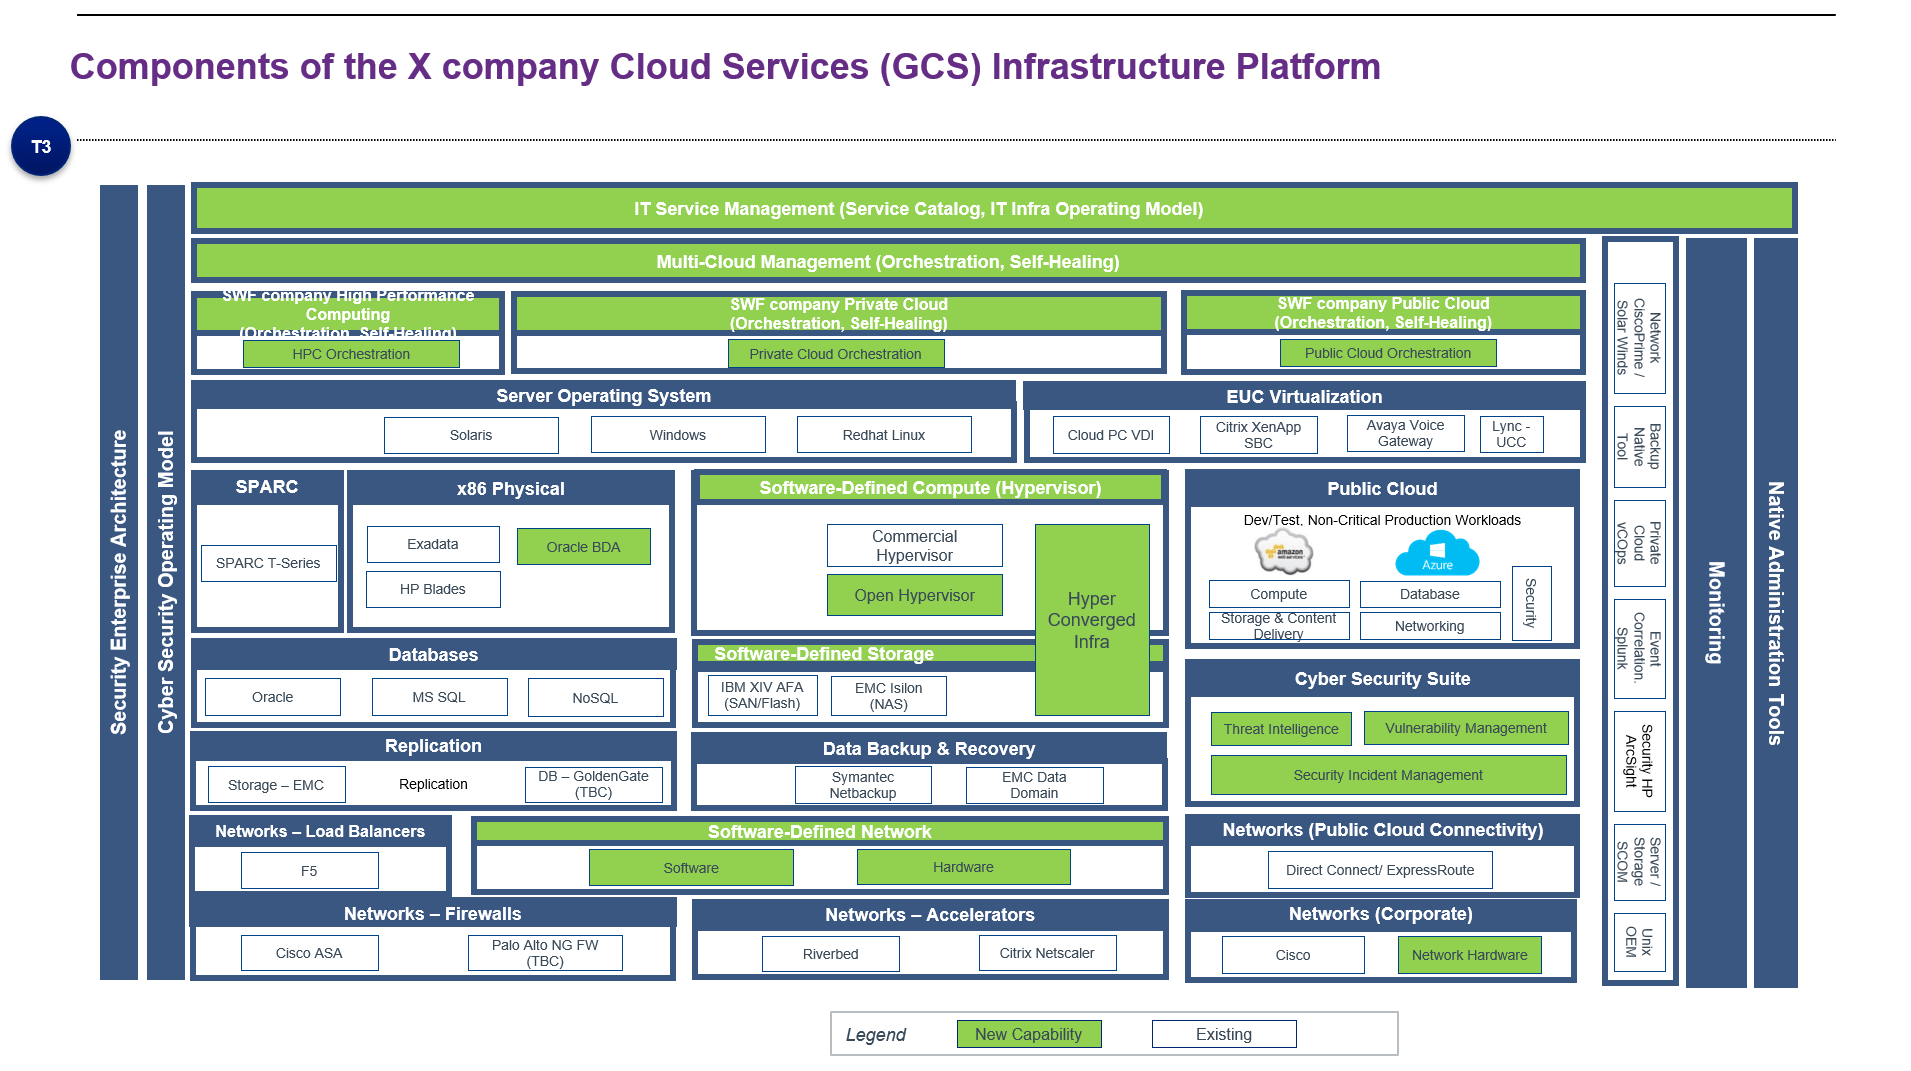 Components of the X company Cloud Services (GCS) Infrastructure Platform
T3
Security Enterprise Architecture
Cyber Security Operating Model
IT Service Management (Service Catalog, IT Infra Operating Model)
Multi-Cloud Management (Orchestration, Self-Healing)
SWF company High Performance
Computing
(Orchestration, Self-Healing)
HPC Orchestration
SWF company Private Cloud
(Orchestration, Self-Healing)
Private Cloud Orchestration
SWF company Public Cloud
(Orchestration, Self-Healing)
Public Cloud Orchestration
Server Operating System
Solaris
Windows
Redhat Linux
EUC Virtualization
Cloud PC VDI
Citrix XenApp
SBC
Avaya Voice
Gateway
Lync -
UCC
SPARC
SPARC T-Series
x86 Physical
Exadata
Oracle BDA
HP Blades
Software-Defined Compute (Hypervisor)
Commercial
Hypervisor
Open Hypervisor
Hyper
Converged
Infra
Public Cloud
Dev/Test, Non-Critical Production Workloads
amazon
web services
Azure
Compute
Database
Storage & Content
Delivery
Networking
Security
Databases
Oracle
MS SQL
NoSQL
Software-Defined Storage
IBM XIV AFA
(SAN/Flash)
EMC Isilon
(NAS)
Cyber Security Suite
Threat Intelligence
Vulnerability Management
Security Incident Management
Replication
Storage – EMC
Replication
DB – GoldenGate
(TBC)
Data Backup & Recovery
Symantec
Netbackup
EMC Data
Domain
Networks – Load Balancers
F5
Software-Defined Network
Software
Hardware
Networks (Public Cloud Connectivity)
Direct Connect/ ExpressRoute
Networks – Firewalls
Cisco ASA
Palo Alto NG FW
(TBC)
Networks – Accelerators
Riverbed
Citrix Netscaler
Networks (Corporate)
Cisco
Network Hardware
Network
CiscoPrime /
Solar Winds
Backup
Native
Tool
Private
Cloud
vCOps
Event
Correlation.
Splunk
Security HP
ArcSight
Server /
Storage
SCOM
Unix
OEM
Monitoring
Native Administration Tools
Legend
New Capability
Existing